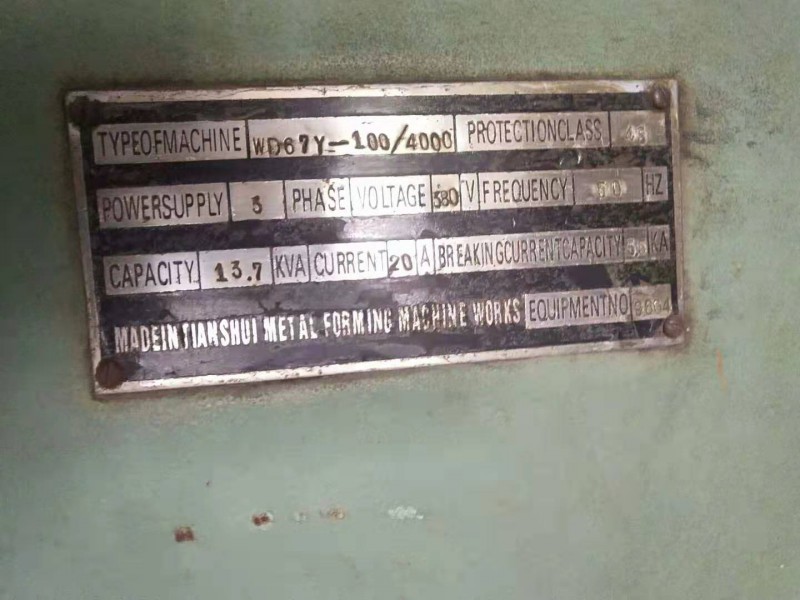 TYPEOFMACHINE WD67Y-100/4000 PROTECTIONCLASS
POWERSUPPLY 3 PHASE VOLTAGE 380 V FREQUENCY 50 HZ
CAPACITY 13.7 KVA CURRENT 20 A BREAKINGCURRENTCAPACITY KA
MADEINTIANSHUI METAL FORMING MACHINE WORKS EQUIPMENTNO